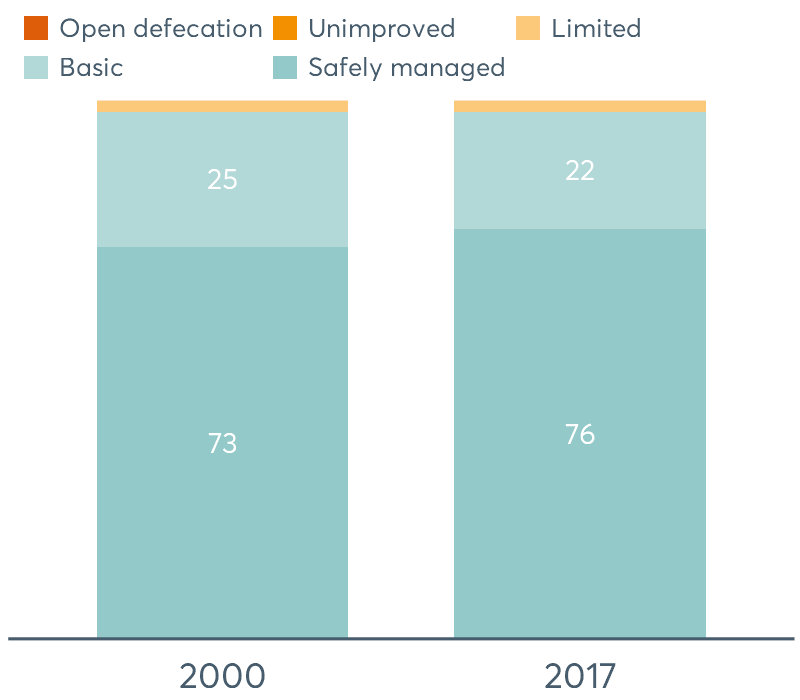 Open defecation Unimproved Limited
Basic Safely managed
25 22
73 76
2000 2017